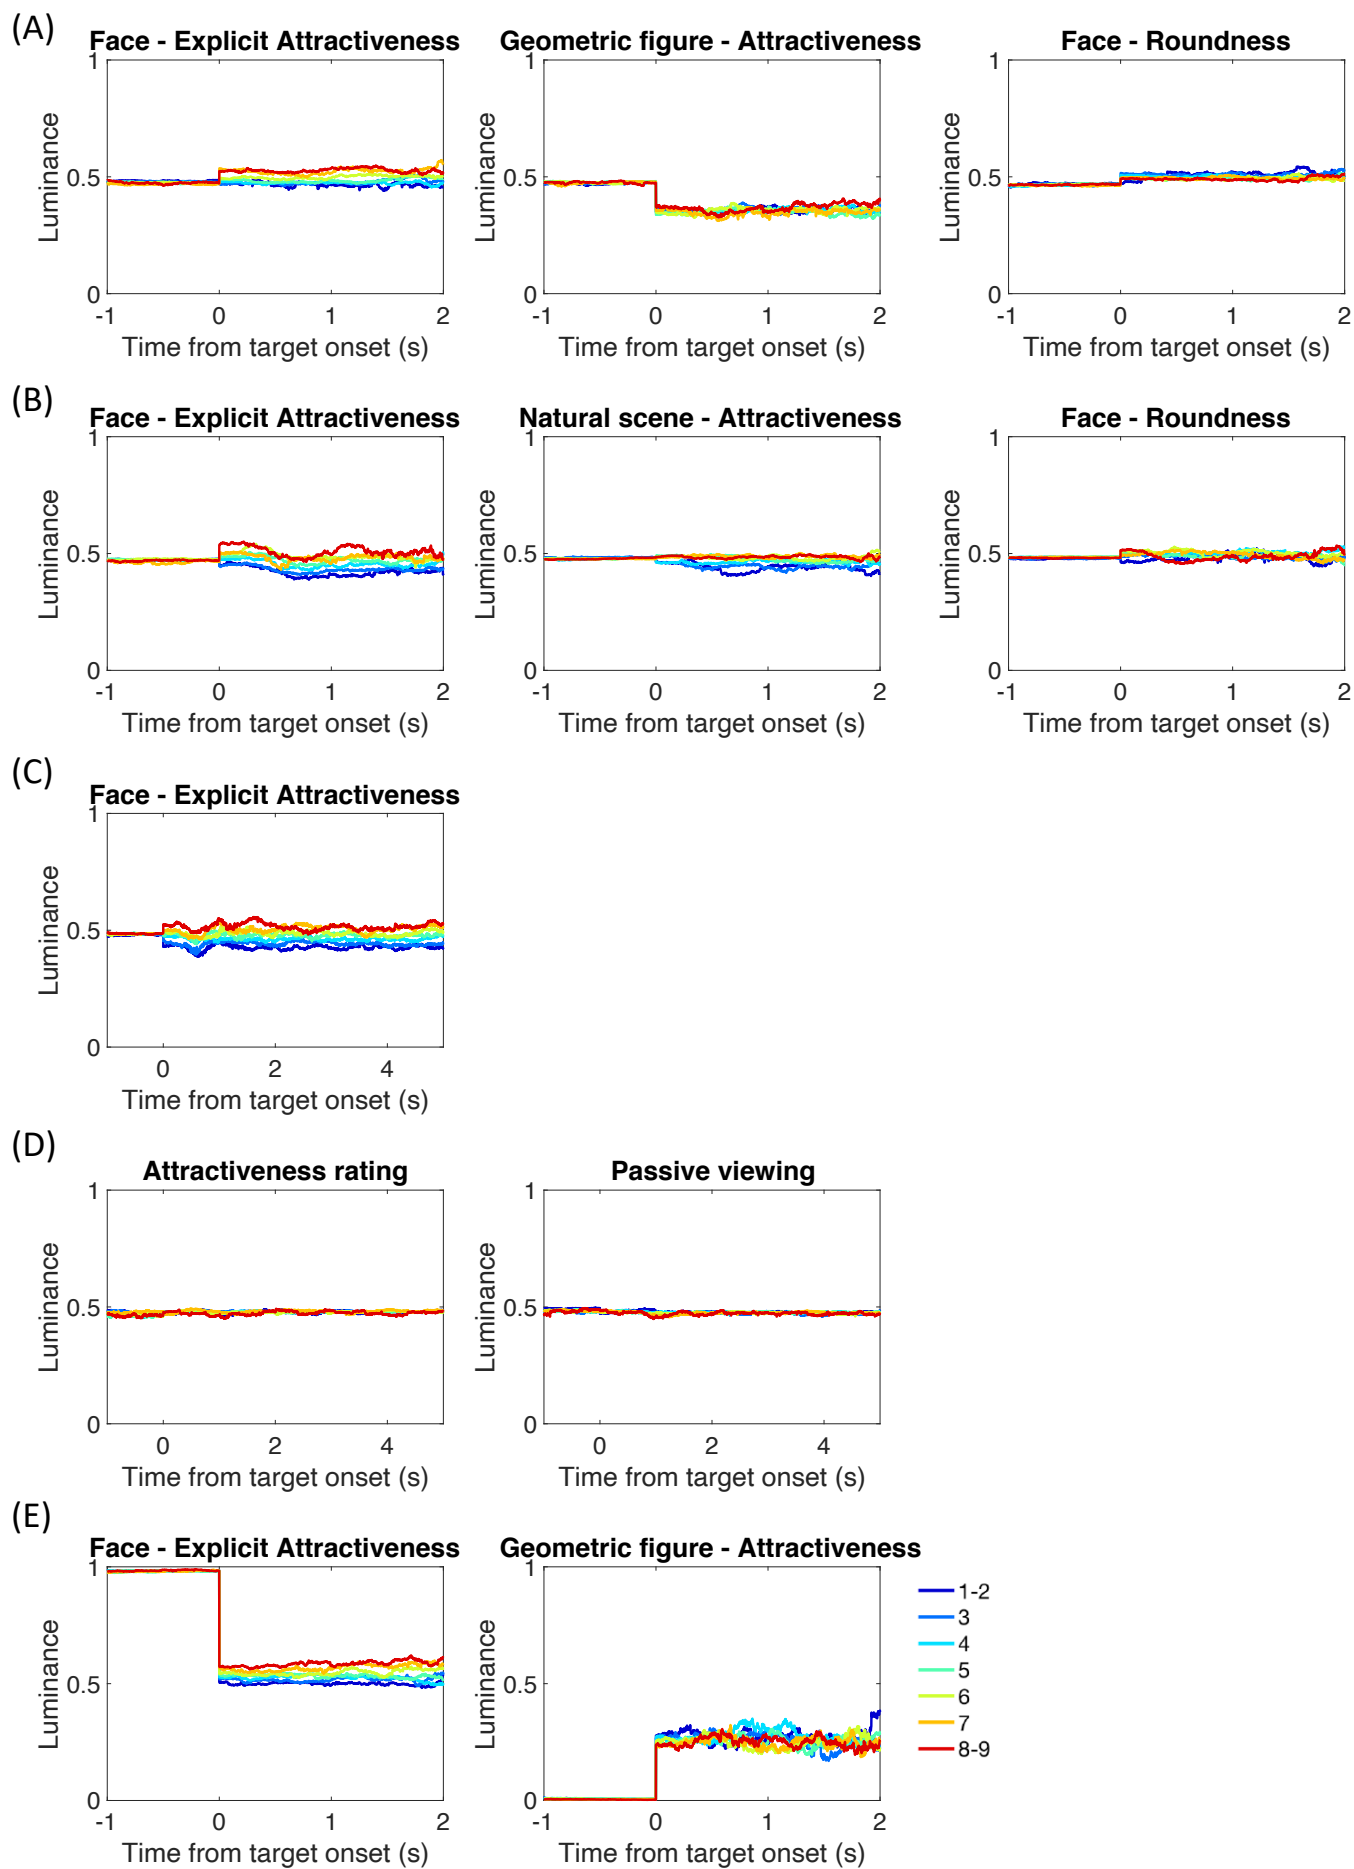 (A)
Face - Explicit Attractiveness
Geometric figure - Attractiveness
Face - Roundness
1
0.5
0
Luminance
-1 0 1 2
Time from target onset (s)
1
0.5
0
Luminance
-1 0 1 2
Time from target onset (s)
1
0.5
0
Luminance
-1 0 1 2
Time from target onset (s)
(B)
Face - Explicit Attractiveness
Natural scene - Attractiveness
Face - Roundness
1
0.5
0
Luminance
-1 0 1 2
Time from target onset (s)
1
0.5
0
Luminance
-1 0 1 2
Time from target onset (s)
1
0.5
0
Luminance
-1 0 1 2
Time from target onset (s)
(C)
Face - Explicit Attractiveness
1
0.5
0
Luminance
0 2 4
Time from target onset (s)
(D)
Attractiveness rating
Passive viewing
1
0.5
0
Luminance
0 2 4
Time from target onset (s)
1
0.5
0
Luminance
0 2 4
Time from target onset (s)
(E)
Face - Explicit Attractiveness
Geometric figure - Attractiveness
1
0.5
0
Luminance
-1 0 1 2
Time from target onset (s)
1
0.5
0
Luminance
-1 0 1 2
Time from target onset (s)
1-2
3
4
5
6
7
8-9